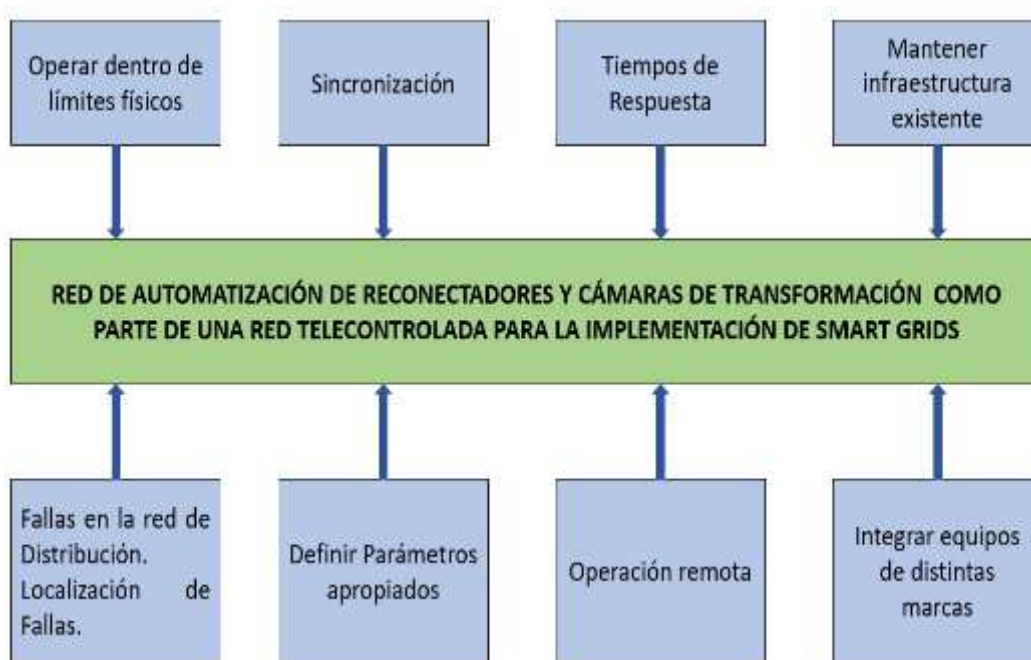 Operar dentro de
límites físicos
Sincronización
Tiempos de
Respuesta
Mantener
infraestructura
existente
RED DE AUTOMATIZACIÓN DE RECONECTADORES Y CÁMARAS DE TRANSFORMACIÓN COMO
PARTE DE UNA RED TELECONTROLADA PARA LA IMPLEMENTACIÓN DE SMART GRIDS
Fallas en la red de
Distribución.
Localización de
Fallas.
Definir Parámetros
apropiados
Operación remota
Integrar equipos
de distintas
marcas